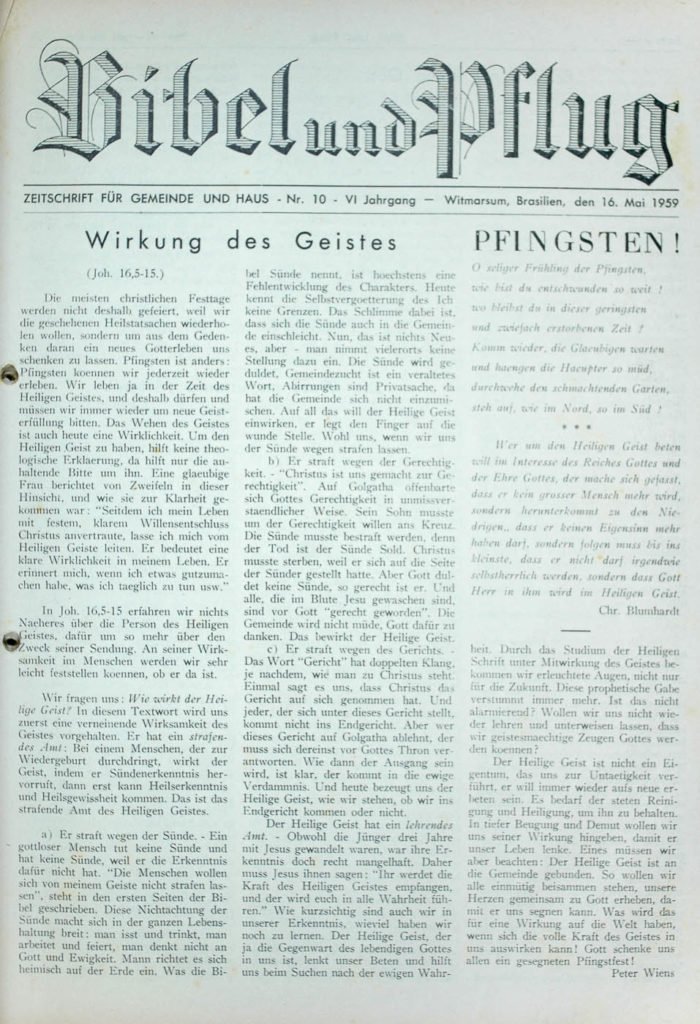 Bibel und Pflug
ZEITSCHRIFT FÜR GEMEINDE UND HAUS - Nr. 10 - VI Jahrgang — Witmarsum, Brasilien, den 16. Mai 1959
Wirkung des Geistes
(Joh. 16,5-15.)
Die meisten christlichen Festtage
werden nicht deshalb gefeiert, weil wir
die geschehenen Heilstatsachen wiederho-
len wollen, sondern um aus dem Geden-
ken daran ein neues Gotterleben uns
schenken zu lassen. Pfingsten ist anders:
Pfingsten koennen wir jederzeit wieder
erleben. Wir leben ja in der Zeit des
Heiligen Geistes, und deshalb dürfen und
müssen wir immer wieder um neue Geist-
erfüllung bitten. Das Wehen des Geistes
ist auch heute eine Wirklichkeit. Um den
Heiligen Geist zu haben, hilft keine theo-
logische Erklaerung, da hilft nur die an-
haltende Bitte um ihn. Eine glaeubige
Frau berichtet von Zweifeln in dieser
Hinsicht, und wie sie zur Klarheit ge-
kommen war: "Seitdem ich mein Leben
mit festem, klarem Willensentschluss
Christus anvertraute, lasse ich mich vom
Heiligen Geiste leiten. Er bedeutet eine
klare Wirklichkeit in meinem Leben. Er
erinnert mich, wenn ich etwas gutzuma-
chen habe, was ich taeglich zu tun usw."
In Joh. 16,5-15 erfahren wir nichts
Naeheres über die Person des Heiligen
Geistes, dafür um so mehr über den
Zweck seiner Sendung. An seiner Wirk-
samkeit im Menschen werden wir sehr
leicht feststellen koennen, ob er da ist.
Wir fragen uns: Wie wirkt der Hei-
lige Geist? In diesem Textwort wird uns
zuerst eine verneinende Wirksamkeit des
Geistes vorgehalten. Er hat ein strafen-
des Amt: Bei einem Menschen, der zur
Wiedergeburt durchdringt, wirkt der
Geist, indem er Sündenerkenntnis her-
vorruft, dann erst kann Heilserkenntnis
und Heilsgewissheit kommen. Das ist das
strafende Amt des Heiligen Geistes.
a) Er straft wegen der Sünde. - Ein
gottloser Mensch tut keine Sünde und
hat keine Sünde, weil er die Erkenntnis
dafür nicht hat. "Die Menschen wollen
sich von meinem Geiste nicht strafen las-
sen", steht in den ersten Seiten der Bi-
bel geschrieben. Diese Nichtachtung der
Sünde macht sich in der ganzen Lebens-
haltung breit: man isst und trinkt, man
arbeitet und feiert, man denkt nicht an
Gott und Ewigkeit. Mann richtet es sich
heimisch auf der Erde ein. Was die Bi-
bel Sünde nennt, ist hoechstens eine
Fehlentwicklung des Charakters. Heute
kennt die Selbstvergoetterung des Ich
keine Grenzen. Das Schlimme dabei ist,
dass sich die Sünde auch in die Gemein-
de einschleicht. Nun, das ist nichts Neu-
es, aber - man nimmt vielerorts keine
Stellung dazu ein. Die Sünde wird ge-
duldet, Gemeindezucht ist ein veraltetes
Wort, Abirrungen sind Privatsache, da
hat die Gemeinde sich nicht einzumi-
schen. Auf all das will der Heilige Geist
einwirken, er legt den Finger auf die
wunde Stelle. Wohl uns, wenn wir uns
der Sünde wegen strafen lassen.
b) Er straft wegen der Gerechtig-
keit. - "Christus ist uns gemacht zur Ge-
rechtigkeit". Auf Golgatha offenbarte
sich Gottes Gerechtigkeit in unmissver-
staendlicher Weise. Sein Sohn musste
um der Gerechtigkeit willen ans Kreuz.
Die Sünde musste bestraft werden, denn
der Tod ist der Sünde Sold. Christus
musste sterben, weil er sich auf die Seite
der Sünder gestellt hatte. Aber Gott dul-
det keine Sünde, so gerecht ist er. Und
alle, die im Blute Jesu gewaschen sind,
sind vor Gott "gerecht geworden". Die
Gemeinde wird nicht müde, Gott dafür zu
danken. Das bewirkt der Heilige Geist.
c) Er straft wegen des Gerichts. -
Das Wort "Gericht" hat doppelten Klang,
je nachdem, wie man zu Christus steht.
Einmal sagt es uns, dass Christus das
Gericht auf sich genommen hat. Und
jeder, der sich unter dieses Gericht stellt,
kommt nicht ins Endgericht. Aber wer
dieses Gericht auf Golgatha ablehnt, der
muss sich dereinst vor Gottes Thron ver-
antworten. Wie dann der Ausgang sein
wird, ist klar, der kommt in die ewige
Verdammnis. Und heute bezeugt uns der
Heilige Geist, wie wir stehen, ob wir ins
Endgericht kommen oder nicht.
Der Heilige Geist hat ein lehrendes
Amt. - Obwohl die Jünger drei Jahre
mit Jesus gewandelt waren, war ihre Er-
kenntnis doch recht mangelhaft. Daher
muss Jesus ihnen sagen: "Ihr werdet die
Kraft des Heiligen Geistes empfangen,
und der wird euch in alle Wahrheit füh-
ren." Wie kurzsichtig sind auch wir in
unserer Erkenntnis, wieviel haben wir
noch zu lernen. Der Heilige Geist, der
ja die Gegenwart des lebendigen Gottes
in uns ist, lenkt unser Beten und hilft
uns beim Suchen nach der ewigen Wahr-
PFINGSTEN!
O seliger Frühling der Pfingsten,
wie bist du entschwunden so weit !
wo bleibst du in dieser geringsten
und zwiefach erstorbenen Zeit ?
Komm wieder, die Glaeubigen warten
und haengen die Haeupter so müd,
durchwehe den schmachtenden Garten,
steh auf, wie im Nord, so im Süd !
* * *
Wer um den Heiligen Geist beten
will im Interesse des Reiches Gottes und
der Ehre Gottes, der mache sich gefasst,
dass er kein grosser Mensch mehr wird,
sondern herunterkommt zu den Nie-
drigen,, dass er keinen Eigensinn mehr
haben darf, sondern folgen muss bis ins
kleinste, dass er nicht darf irgendwie
selbstherrlich werden, sondern dass Gott
Herr in ihm wird im Heiligen Geist.
Chr. Blumhardt
heit. Durch das Studium der Heiligen
Schrift unter Mitwirkung des Geistes be-
kommen wir erleuchtete Augen, nicht nur
für die Zukunft. Diese prophetische Gabe
verstummt immer mehr. Ist das nicht
alarmierend? Wollen wir uns nicht wie-
der lehren und unterweisen lassen, dass
wir geistesmaechtige Zeugen Gottes wer-
den koennen?
Der Heilige Geist ist nicht ein Ei-
gentum, das uns zur Untaetigkeit ver-
führt, er will immer wieder aufs neue er-
beten sein. Es bedarf der steten Reini-
gung und Heiligung, um ihn zu behalten.
In tiefer Beugung und Demut wollen wir
uns seiner Wirkung hingeben, damit er
unser Leben lenke. Eines müssen wir
aber beachten: Der Heilige Geist ist an
die Gemeinde gebunden. So wollen wir
alle einmütig beisammen stehen, unsere
Herzen gemeinsam zu Gott erheben, da-
mit er uns segnen kann. Was wird das
für eine Wirkung auf die Welt haben,
wenn sich die volle Kraft des Geistes in
uns auswirken kann! Gott schenke uns
allen ein gesegneten Pfingstfest!
Peter Wiens